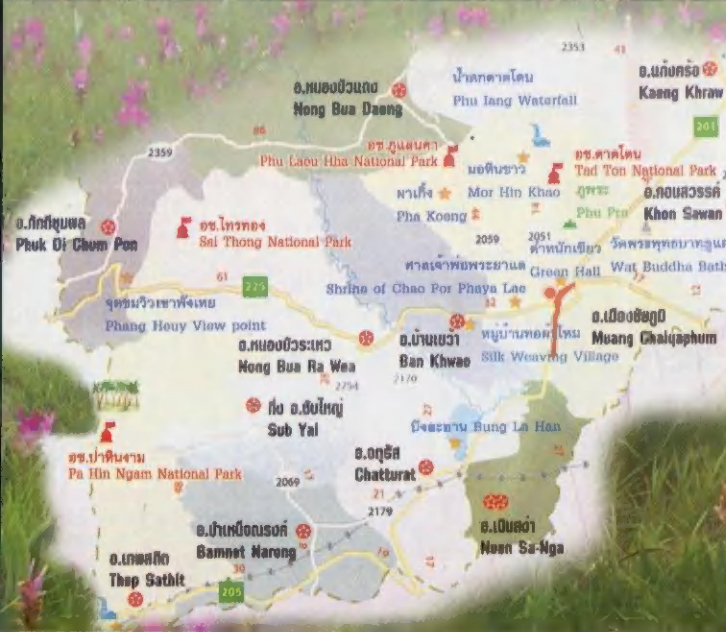 2353
41
อ.แก้งคร้อ
Kaeng Khraw
201
น้ำตกตาดโตน
Phu Iang Waterfall
อ.หนองบัวแดง
Nong Bua Daeng
86
2359
อช.ภูแลนคา
Phu Laeu Hha National Park
มอหินขาว
Mor Hin Khao
อช.ตาดโตน
Tad Ton National Park
ผาเกิ้ง
Pha Koeng
ภูพระ
Phu Pra
อ.คอนสวรรค์
Khon Sawan
อ.ภักดีชุมพล
Phuk Di Chum Pon
อช.ไทรทอง
Sai Thong National Park
2059
2051
ตำหนักเขียว
Green Hall
วัดพระพุทธบาทภูแฝ
Wat Buddha Bath
ศาลเจ้าพ่อพระยาแล
Shrine of Chao Por Phaya Lae
61
225
จุดชมวิวเขาพังเหย
Phang Houy View point
อ.หนองบัวระเหว
Nong Bua Ra Wea
อ.บ้านเขว้า
Ban Khwao
หมู่บ้านทอผ้าไหม
Silk Weaving Village
อ.เมืองชัยภูมิ
Muang Chaiyaphum
2754
2170
กิ่ง อ.ซับใหญ่
Sub Yai
บึงละหาน Bung La Han
อช.ป่าหินงาม
Pa Hin Ngam National Park
อ.จตุรัส
Chatturat
2069
21
2179
อ.บำเหน็จณรงค์
Bamnet Narong
อ.เนินสง่า
Neen Sa-Nga
อ.เทพสถิต
Thep Sathit
30
205